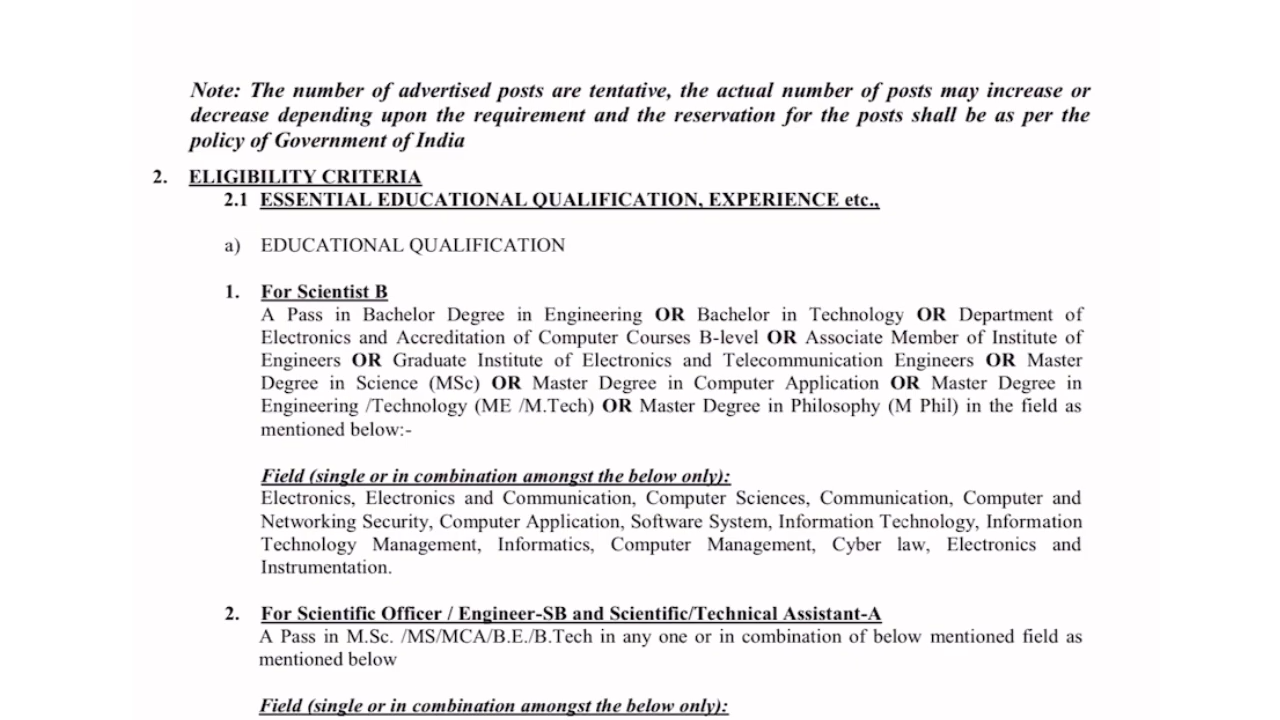 Note: The number of advertised posts are tentative, the actual number of posts may increase or
decrease depending upon the requirement and the reservation for the posts shall be as per the
policy of Government of India
2. ELIGIBILITY CRITERIA
2.1 ESSENTIAL EDUCATIONAL QUALIFICATION, EXPERIENCE etc.,
a) EDUCATIONAL QUALIFICATION
1. For Scientist B
A Pass in Bachelor Degree in Engineering OR Bachelor in Technology OR Department of
Electronics and Accreditation of Computer Courses B-level OR Associate Member of Institute of
Engineers OR Graduate Institute of Electronics and Telecommunication Engineers OR Master
Degree in Science (MSc) OR Master Degree in Computer Application OR Master Degree in
Engineering /Technology (ME /M.Tech) OR Master Degree in Philosophy (M Phil) in the field as
mentioned below:-
Field (single or in combination amongst the below only):
Electronics, Electronics and Communication, Computer Sciences, Communication, Computer and
Networking Security, Computer Application, Software System, Information Technology, Information
Technology Management, Informatics, Computer Management, Cyber law, Electronics and
Instrumentation.
2. For Scientific Officer / Engineer-SB and Scientific/Technical Assistant-A
A Pass in M.Sc. /MS/MCA/B.E./B.Tech in any one or in combination of below mentioned field as
mentioned below
Field (single or in combination amongst the below only):